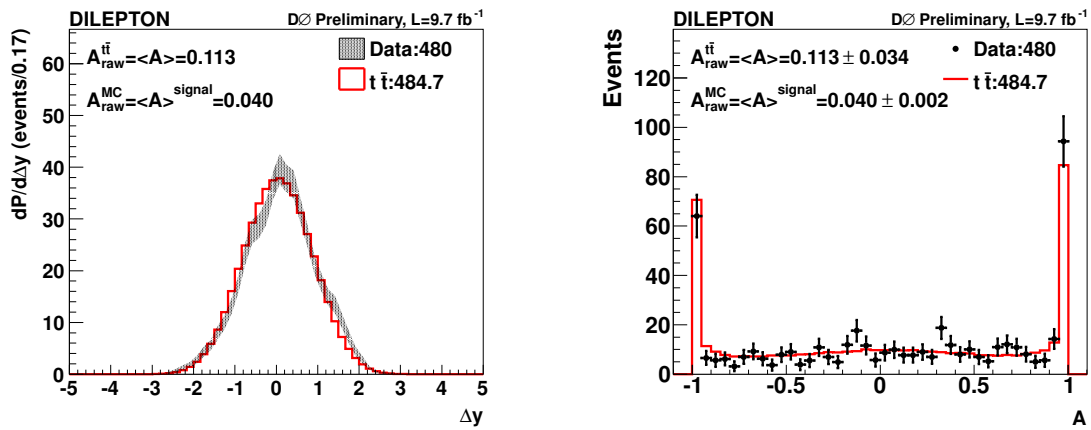 DILEPTON
DØ Preliminary, L=9.7 fb⁻¹
A_raw^tt̄=<A>=0.113
A_raw^MC=<A>^signal=0.040
Data:480
t t̄:484.7
dP/dΔy (events/0.17)
60
50
40
30
20
10
0
-5 -4 -3 -2 -1 0 1 2 3 4 5
Δy
DILEPTON
DØ Preliminary, L=9.7 fb⁻¹
A_raw^tt̄=<A>=0.113 ± 0.034
A_raw^MC=<A>^signal=0.040 ± 0.002
Data:480
t t̄:484.7
Events
120
100
80
60
40
20
0
-1 -0.5 0 0.5 1
A